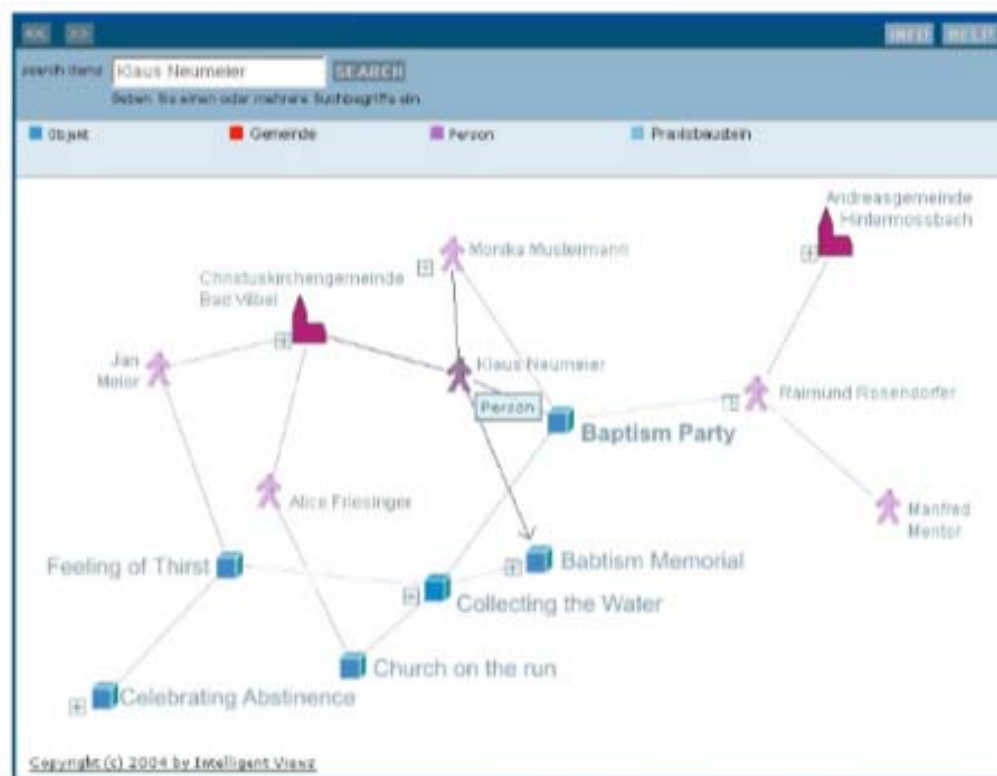 << >> INFO HELP
search items Klaus Neumeier SEARCH
Geben Sie einen oder mehrere Suchbegriffe ein
Objekt Gemeinde Person Praxisbaustein
Andreasgemeinde
Hintermossbach
Monika Mustermann
Christuskirchengemeinde
Bad Vilbel
Jan
Meier
Klaus Neumeier
Person
Raimund Rosendorfer
Baptism Party
Alice Friesinger
Manfred
Mentor
Feeling of Thirst
Babtism Memorial
Collecting the Water
Church on the run
Celebrating Abstinence
Copyright (c) 2004 by Intelligent Views